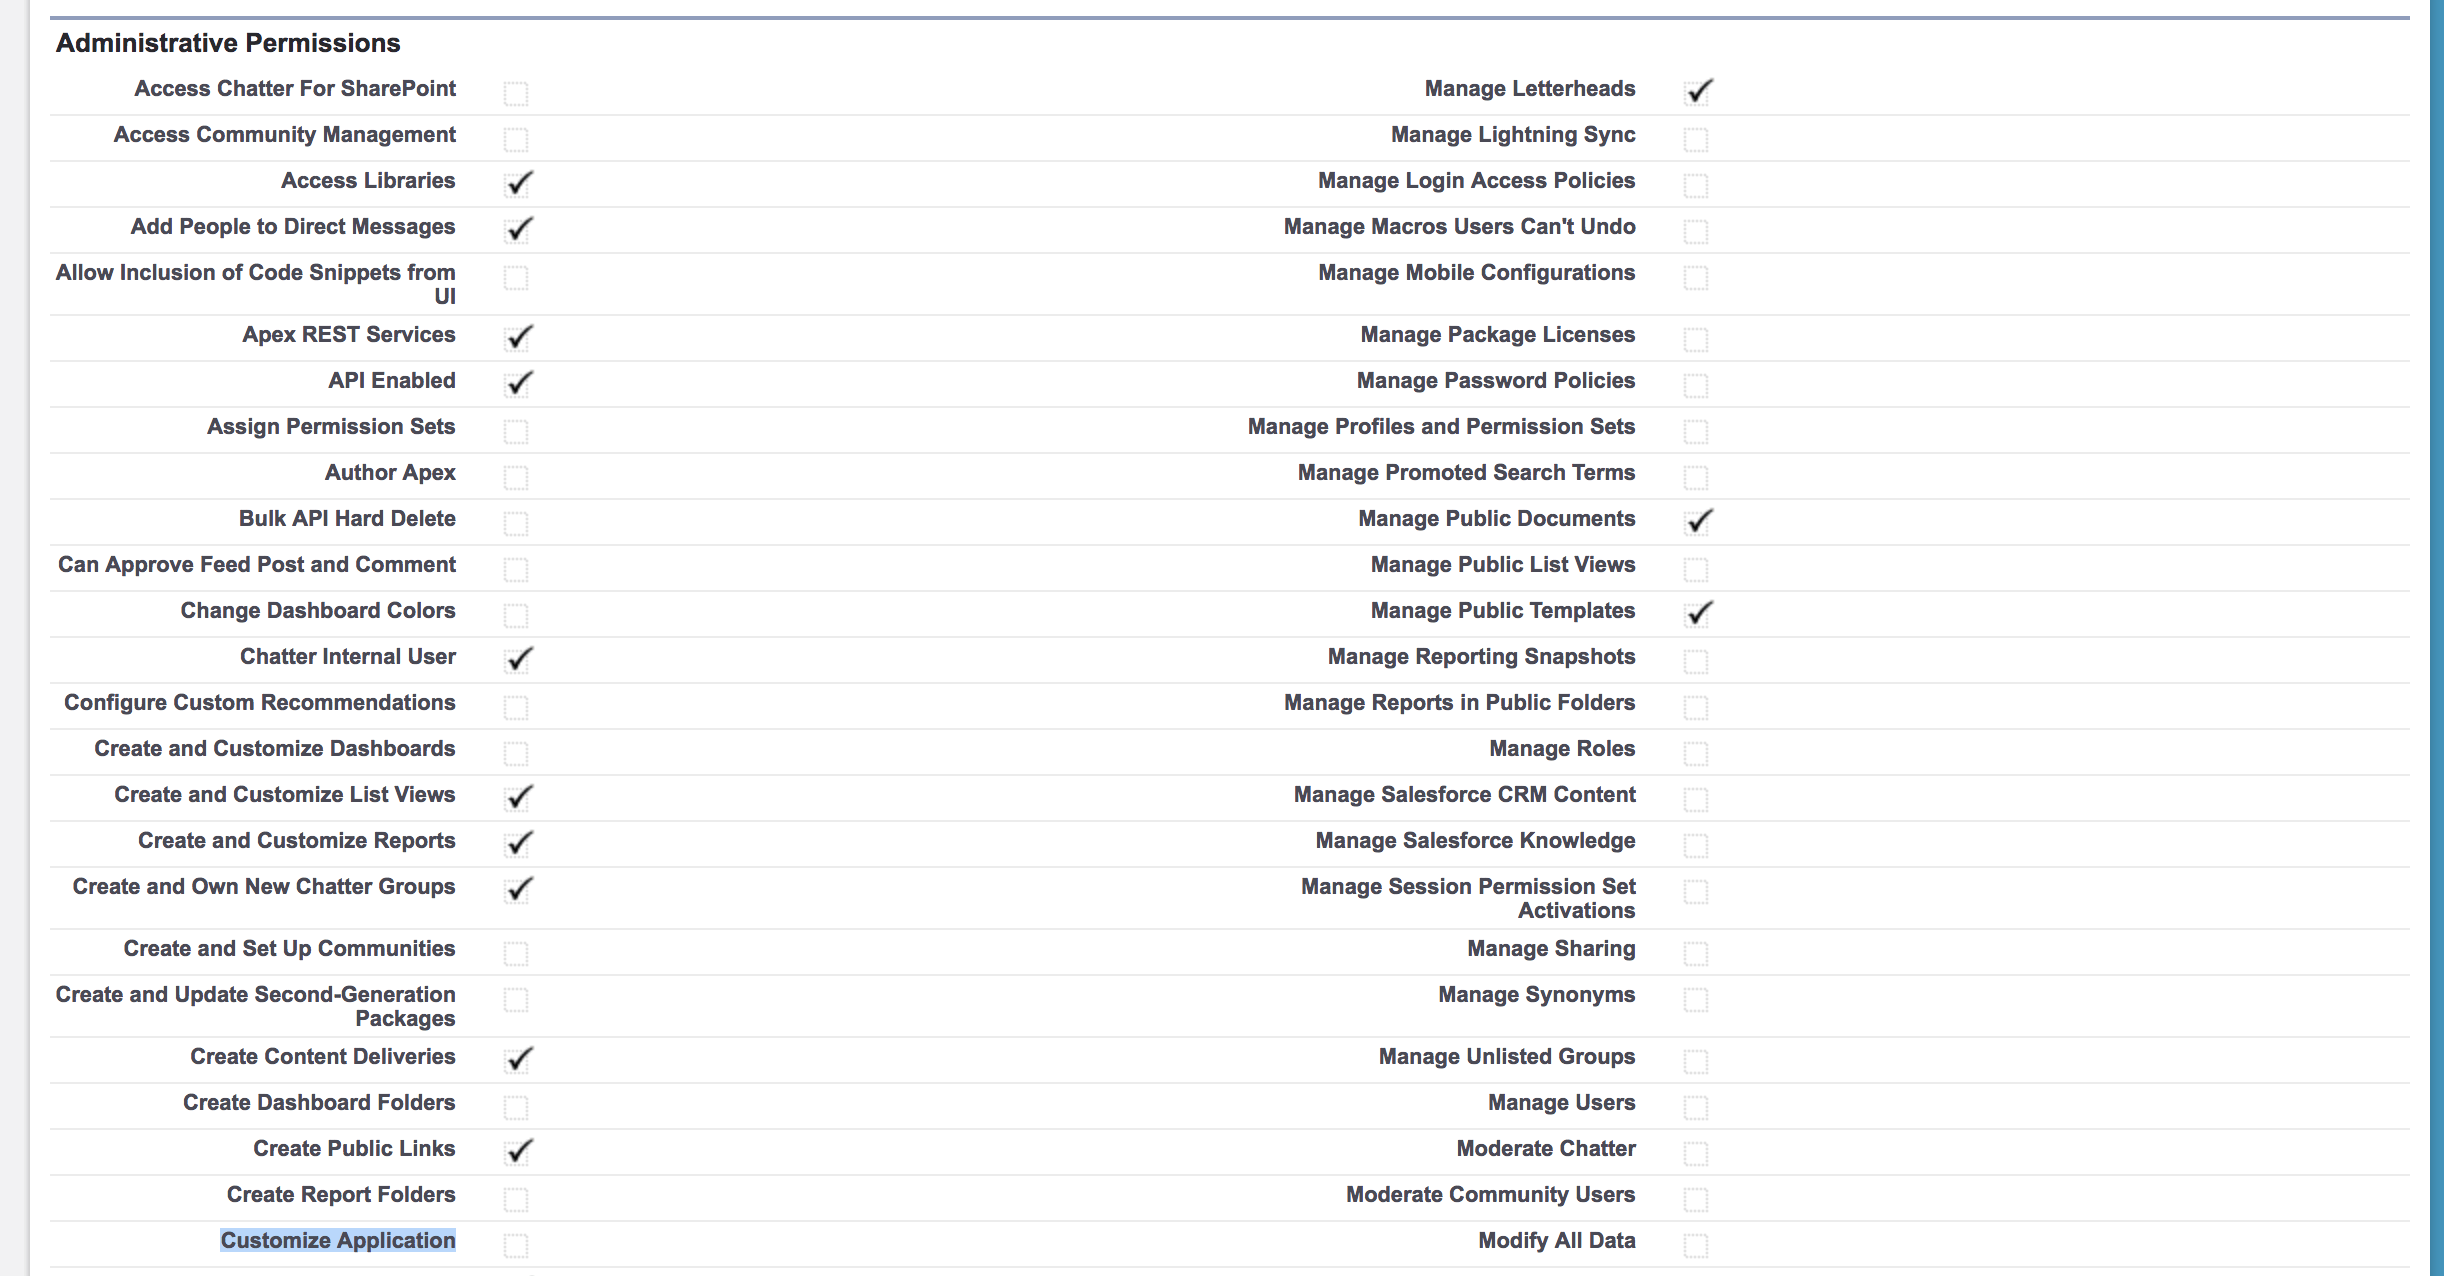 Administrative Permissions
Access Chatter For SharePoint
Manage Letterheads
Access Community Management
Manage Lightning Sync
Access Libraries
Manage Login Access Policies
Add People to Direct Messages
Manage Macros Users Can't Undo
Allow Inclusion of Code Snippets from
UI
Manage Mobile Configurations
Apex REST Services
Manage Package Licenses
API Enabled
Manage Password Policies
Assign Permission Sets
Manage Profiles and Permission Sets
Author Apex
Manage Promoted Search Terms
Bulk API Hard Delete
Manage Public Documents
Can Approve Feed Post and Comment
Manage Public List Views
Change Dashboard Colors
Manage Public Templates
Chatter Internal User
Manage Reporting Snapshots
Configure Custom Recommendations
Manage Reports in Public Folders
Create and Customize Dashboards
Manage Roles
Create and Customize List Views
Manage Salesforce CRM Content
Create and Customize Reports
Manage Salesforce Knowledge
Create and Own New Chatter Groups
Manage Session Permission Set
Activations
Create and Set Up Communities
Manage Sharing
Create and Update Second-Generation
Packages
Manage Synonyms
Create Content Deliveries
Manage Unlisted Groups
Create Dashboard Folders
Manage Users
Create Public Links
Moderate Chatter
Create Report Folders
Moderate Community Users
Customize Application
Modify All Data